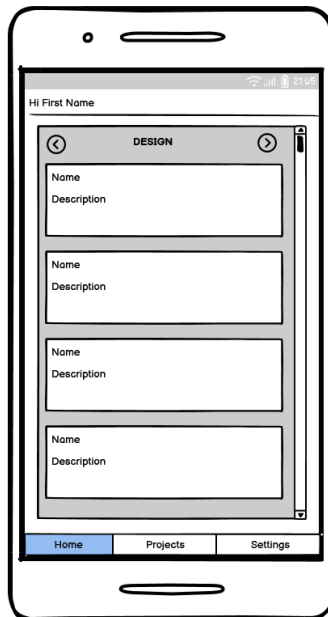 21:05
Hi First Name
DESIGN
Name
Description
Name
Description
Name
Description
Name
Description
Home Projects Settings